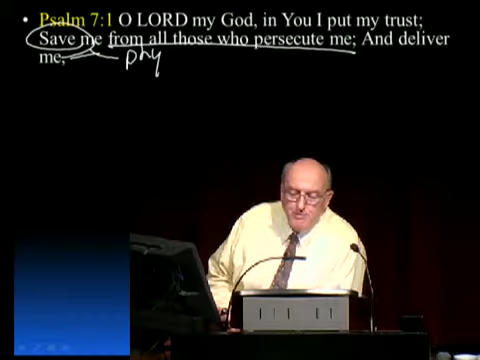 • Psalm 7:1 O LORD my God, in You I put my trust;
Save me from all those who persecute me; And deliver
me,
phy